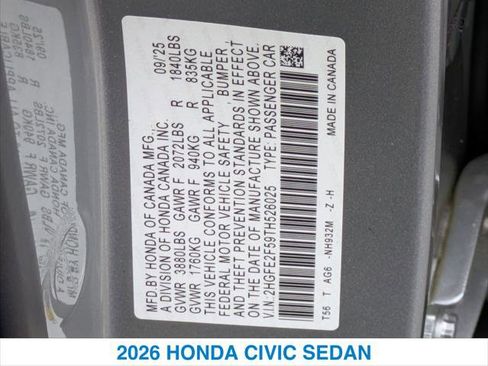 MFD. BY HONDA OF CANADA MFG., 09/25
A DIVISION OF HONDA CANADA INC.
GVWR 3880LBS GAWR F 2072LBS R 1840LBS
GVWR 1760KG GAWR F 940KG R 835KG
THIS VEHICLE CONFORMS TO ALL APPLICABLE
FEDERAL MOTOR VEHICLE SAFETY, BUMPER,
AND THEFT PREVENTION STANDARDS IN EFFECT
ON THE DATE OF MANUFACTURE SHOWN ABOVE.
V.I.N: 2HGFE2F59TH526025 TYPE: PASSENGER CAR
T56 T AG6 -NH932M -Z -H
MADE IN CANADA
2026 HONDA CIVIC SEDAN